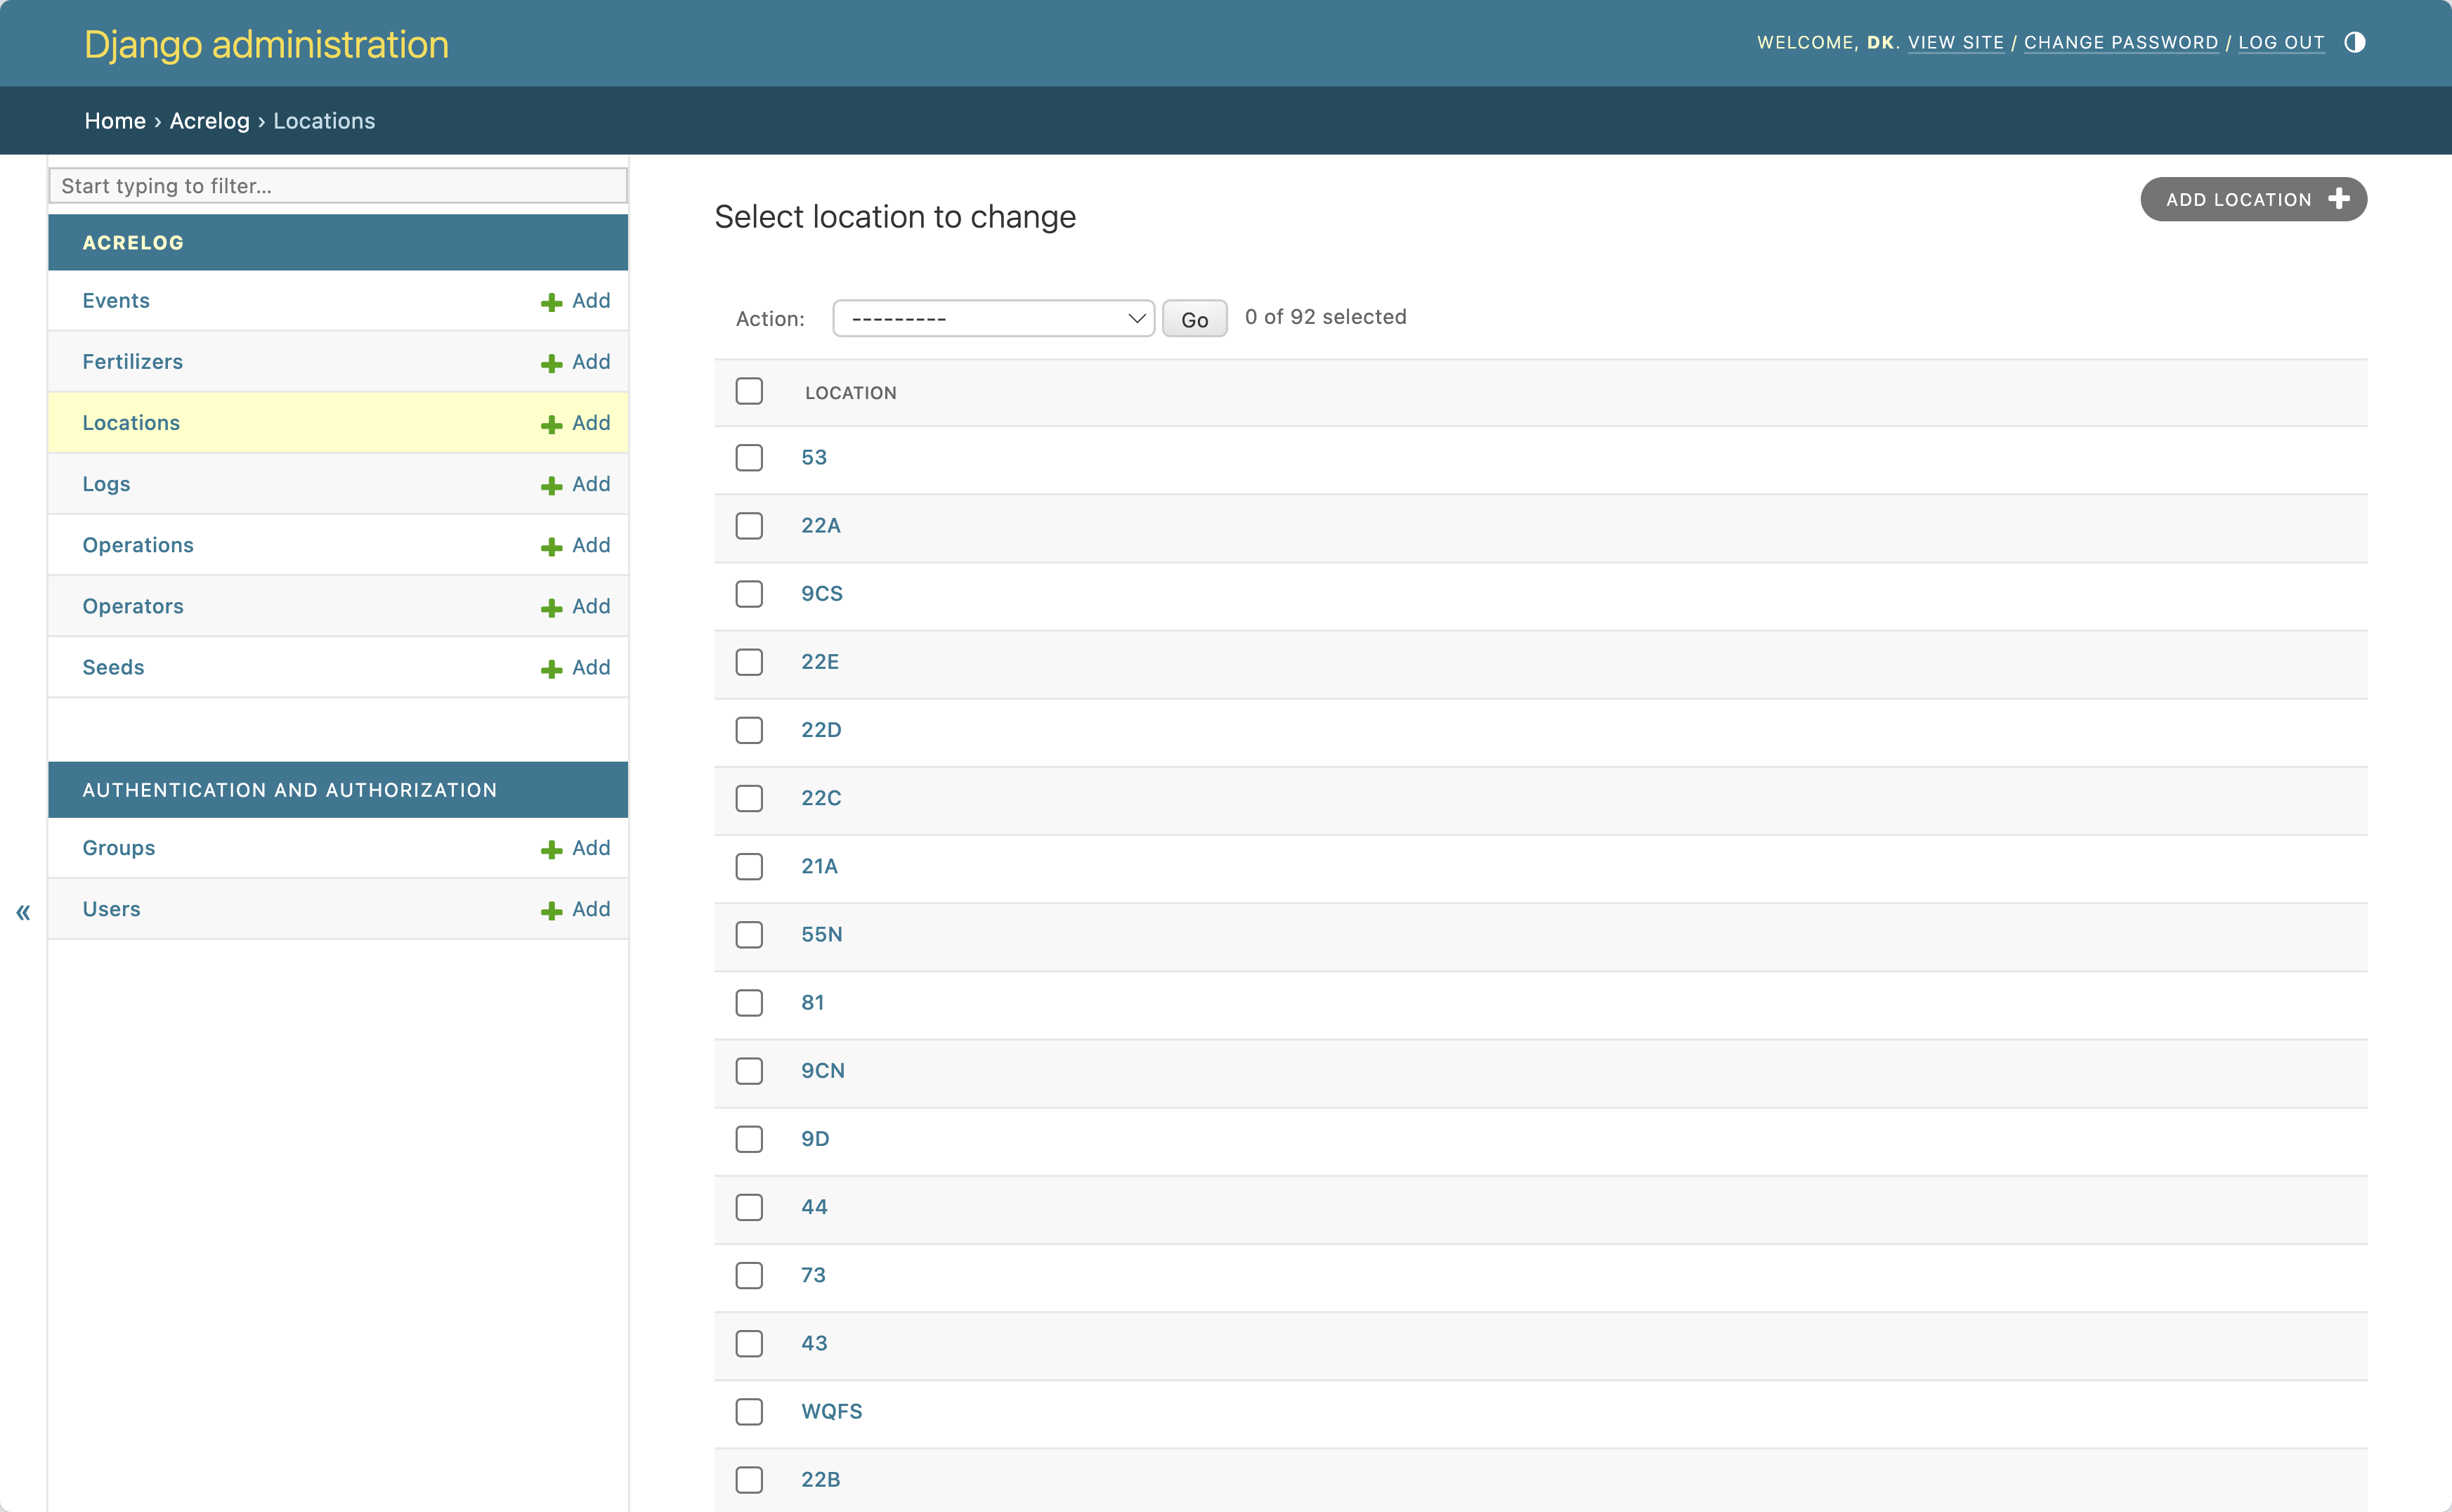 Django administration
WELCOME, DK. VIEW SITE / CHANGE PASSWORD / LOG OUT
Home › Acrelog › Locations
Start typing to filter...
ACRELOG
Events Add
Fertilizers Add
Locations Add
Logs Add
Operations Add
Operators Add
Seeds Add
AUTHENTICATION AND AUTHORIZATION
Groups Add
Users Add
«
Select location to change
ADD LOCATION
Action: --------- Go 0 of 92 selected
LOCATION
53
22A
9CS
22E
22D
22C
21A
55N
81
9CN
9D
44
73
43
WQFS
22B